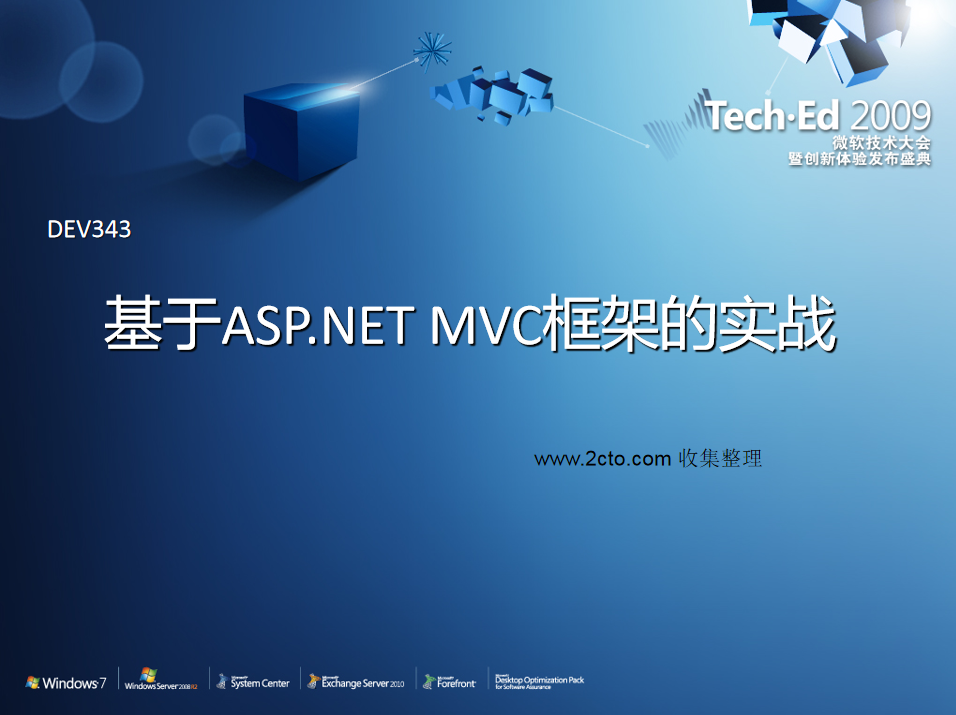 Tech·Ed 2009
微软技术大会
暨创新体验发布盛典
DEV343
基于ASP.NET MVC框架的实战
www.2cto.com 收集整理
Windows 7
Windows Server 2008 R2
Microsoft
System Center
Microsoft
Exchange Server 2010
Microsoft
Forefront
Microsoft
Desktop Optimization Pack
for Software Assurance